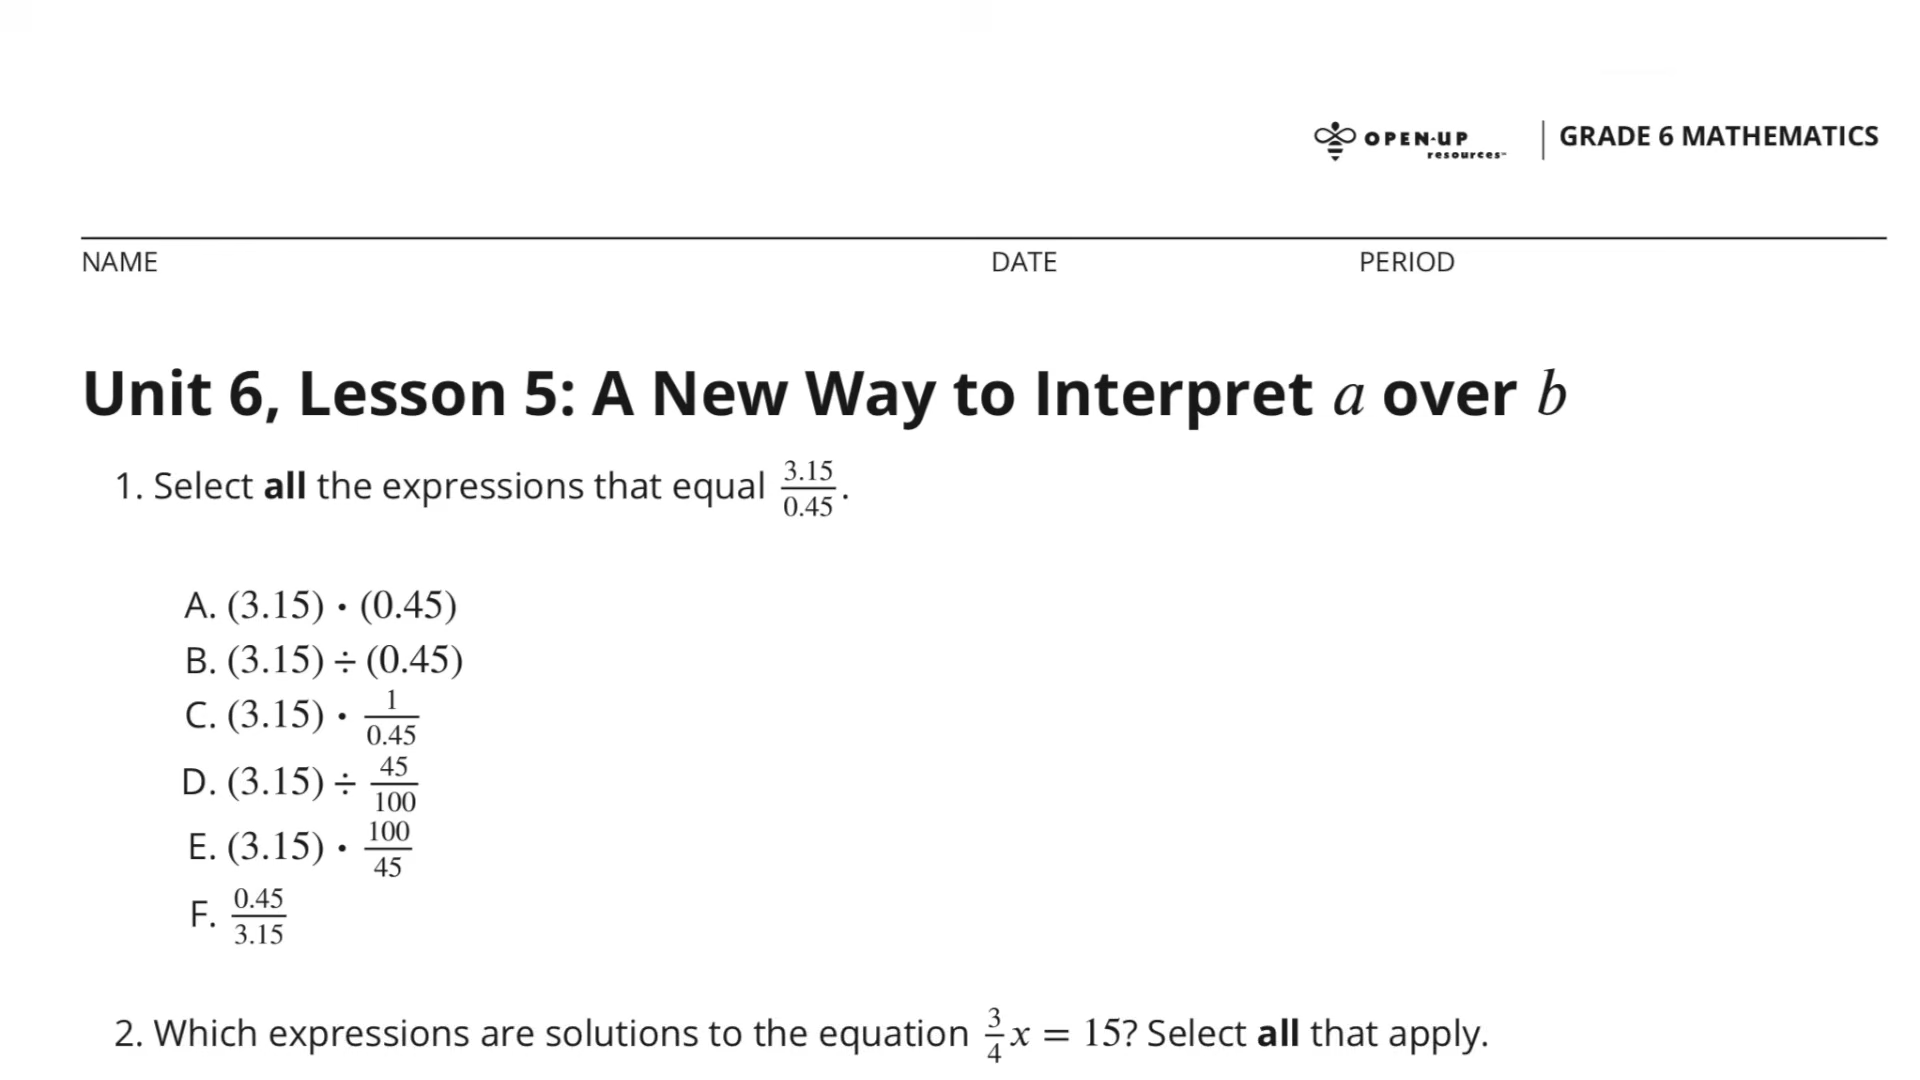 OPEN-UP
resources™
GRADE 6 MATHEMATICS
NAME DATE PERIOD
Unit 6, Lesson 5: A New Way to Interpret a over b
1. Select all the expressions that equal 3.15/0.45.
A. (3.15) · (0.45)
B. (3.15) ÷ (0.45)
C. (3.15) · 1/0.45
D. (3.15) ÷ 45/100
E. (3.15) · 100/45
F. 0.45/3.15
2. Which expressions are solutions to the equation 3/4 x = 15? Select all that apply.